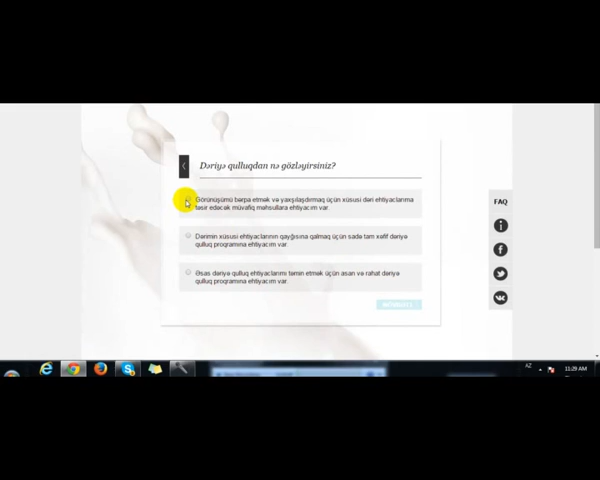 Dəriyə qulluqdan nə gözləyirsiniz?
Görünüşümü bərpa etmək və yaxşılaşdırmaq üçün xüsusi dəri ehtiyaclarıma
təsir edəcək müvafiq məhsullara ehtiyacım var.
Dərimin xüsusi ehtiyaclarının qayğısına qalmaq üçün sadə tam xəfif dəriyə
qulluq proqramına ehtiyacım var.
Əsas dəriyə qulluq ehtiyaclarımı təmin etmək üçün asan və rahat dəriyə
qulluq proqramına ehtiyacım var.
FAQ
AZ
11:29 AM